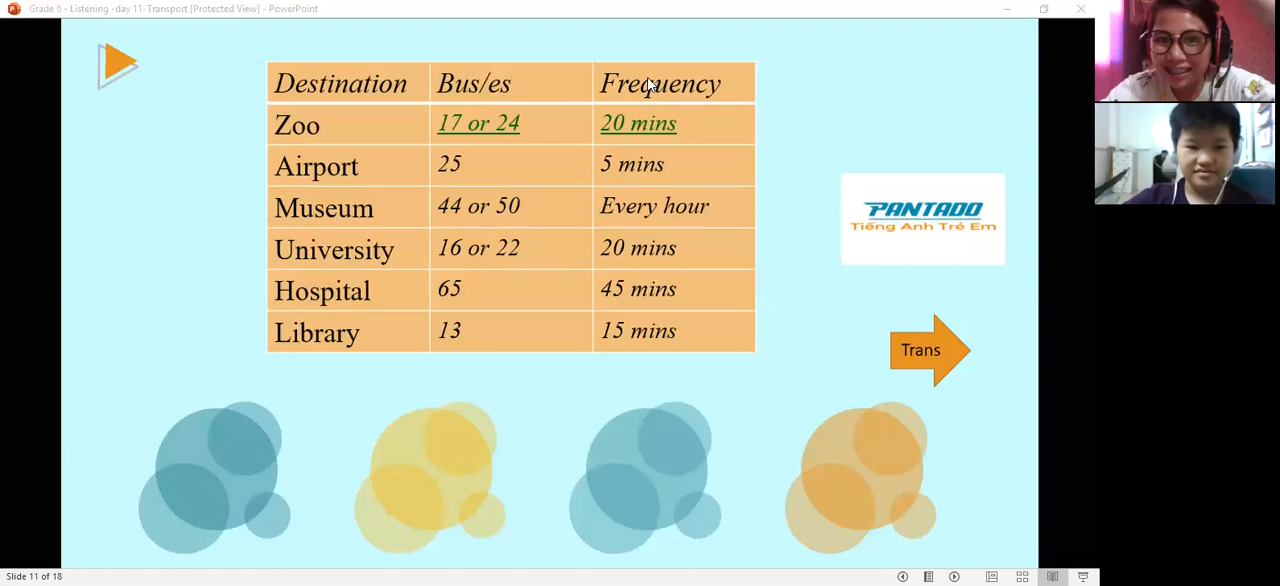 Grade 6 - Listening -day 11-Transport [Protected View] - PowerPoint
Destination Bus/es Frequency
Zoo 17 or 24 20 mins
Airport 25 5 mins
Museum 44 or 50 Every hour
University 16 or 22 20 mins
Hospital 65 45 mins
Library 13 15 mins
PANTADO
Tiếng Anh Trẻ Em
Trans
Slide 11 of 18